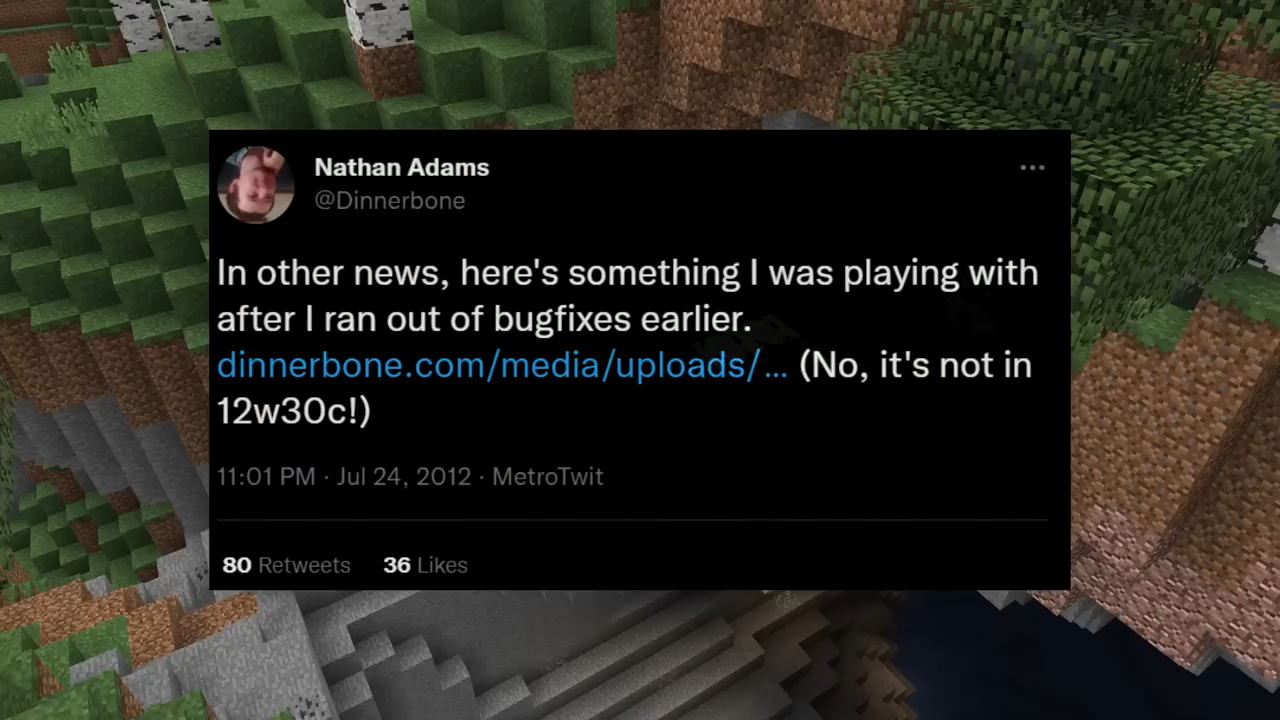 Nathan Adams
@Dinnerbone
In other news, here's something I was playing with
after I ran out of bugfixes earlier.
dinnerbone.com/media/uploads/... (No, it's not in
12w30c!)
11:01 PM · Jul 24, 2012 · MetroTwit
80 Retweets 36 Likes